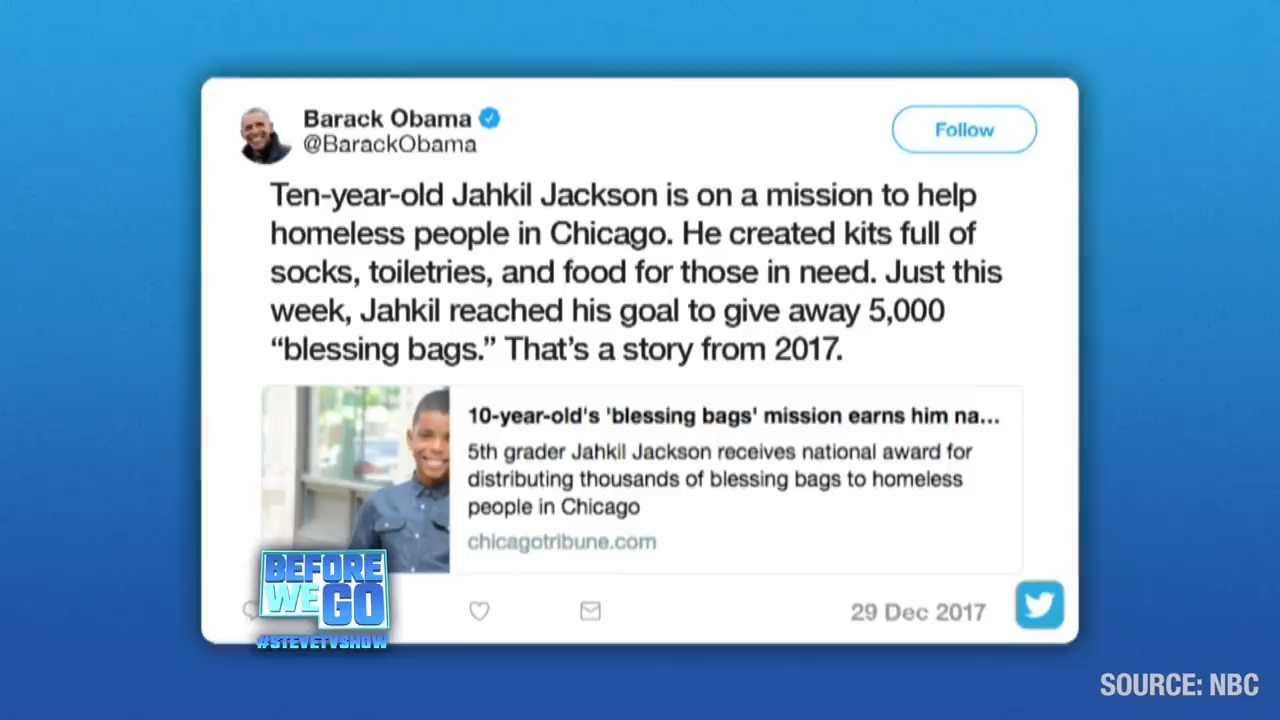 Barack Obama
@BarackObama
Follow
Ten-year-old Jahkil Jackson is on a mission to help
homeless people in Chicago. He created kits full of
socks, toiletries, and food for those in need. Just this
week, Jahkil reached his goal to give away 5,000
“blessing bags.” That’s a story from 2017.
10-year-old's 'blessing bags' mission earns him na...
5th grader Jahkil Jackson receives national award for
distributing thousands of blessing bags to homeless
people in Chicago
chicagotribune.com
BEFORE
WE GO
#STEVETVSHOW
29 Dec 2017
SOURCE: NBC